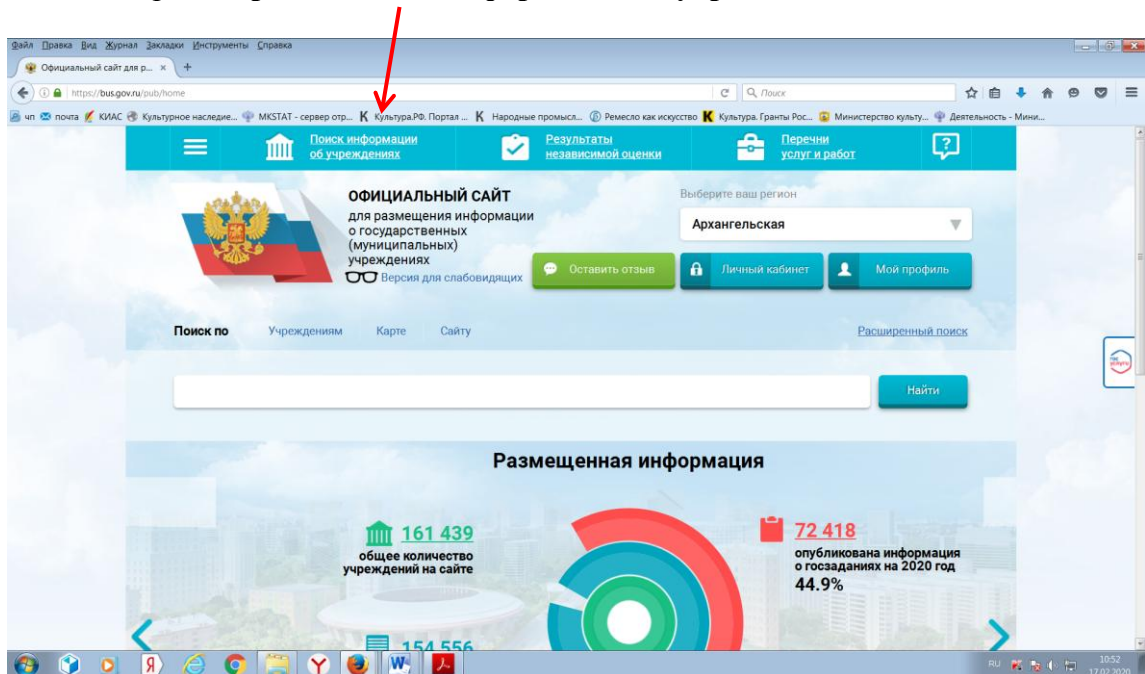 Файл Правка Вид Журнал Закладки Инструменты Справка
Официальный сайт для р... × +
https://bus.gov.ru/pub/home
Поиск
чп почта КИАС Культурное наследие... MKSTAT - сервер отр... Культура.РФ. Портал ... Народные промысл... Ремесло как искусство Культура. Гранты Рос... Министерство культу... Деятельность - Мини...
Поиск информации
об учреждениях
Результаты
независимой оценки
Перечни
услуг и работ
ОФИЦИАЛЬНЫЙ САЙТ
для размещения информации
о государственных
(муниципальных)
учреждениях
Версия для слабовидящих
Выберите ваш регион
Архангельская
Оставить отзыв
Личный кабинет
Мой профиль
Поиск по Учреждениям Карте Сайту Расширенный поиск
Найти
Размещенная информация
161 439
общее количество
учреждений на сайте
72 418
опубликована информация
о госзаданиях на 2020 год
44.9%
154 556
RU 10:52
17.02.2020